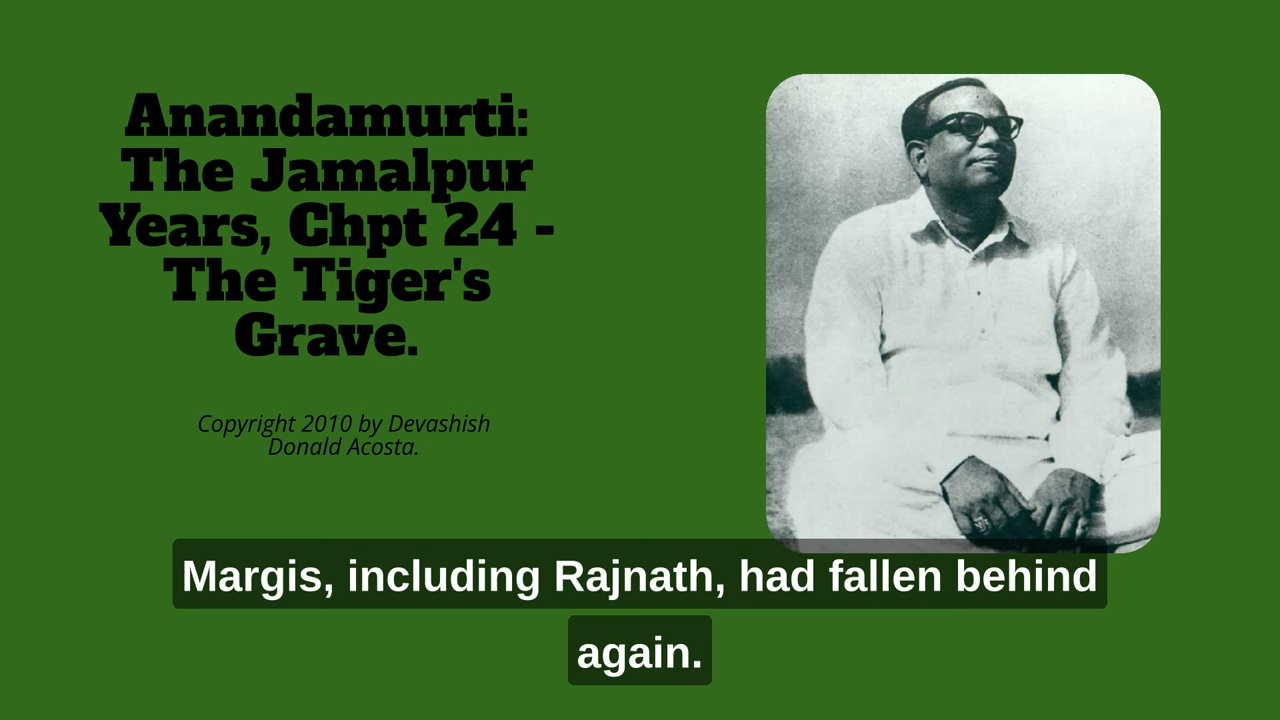 Anandamurti:
The Jamalpur
Years, Chpt 24 -
The Tiger's
Grave.
Copyright 2010 by Devashish
Donald Acosta.
Margis, including Rajnath, had fallen behind
again.